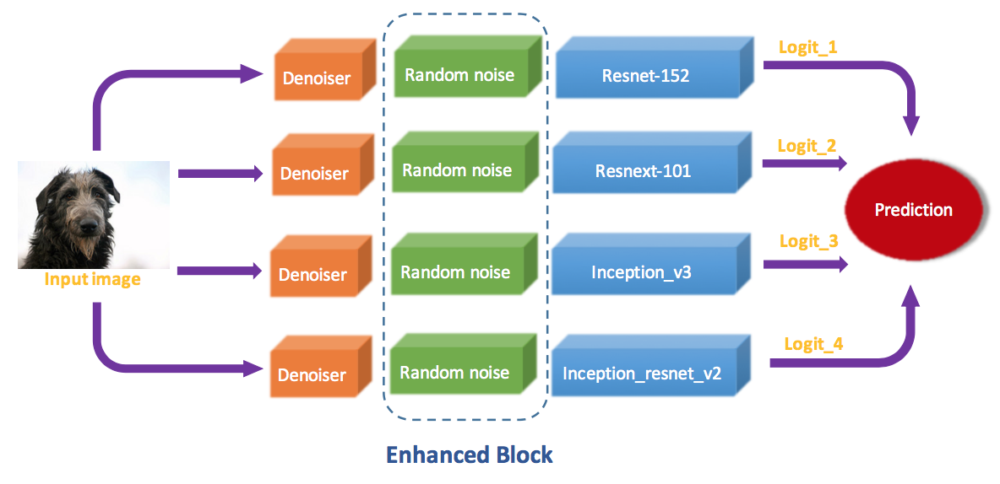 Denoiser
Random noise
Resnet-152
Logit_1
Denoiser
Random noise
Resnext-101
Logit_2
Prediction
Input image
Denoiser
Random noise
Inception_v3
Logit_3
Denoiser
Random noise
Inception_resnet_v2
Logit_4
Enhanced Block